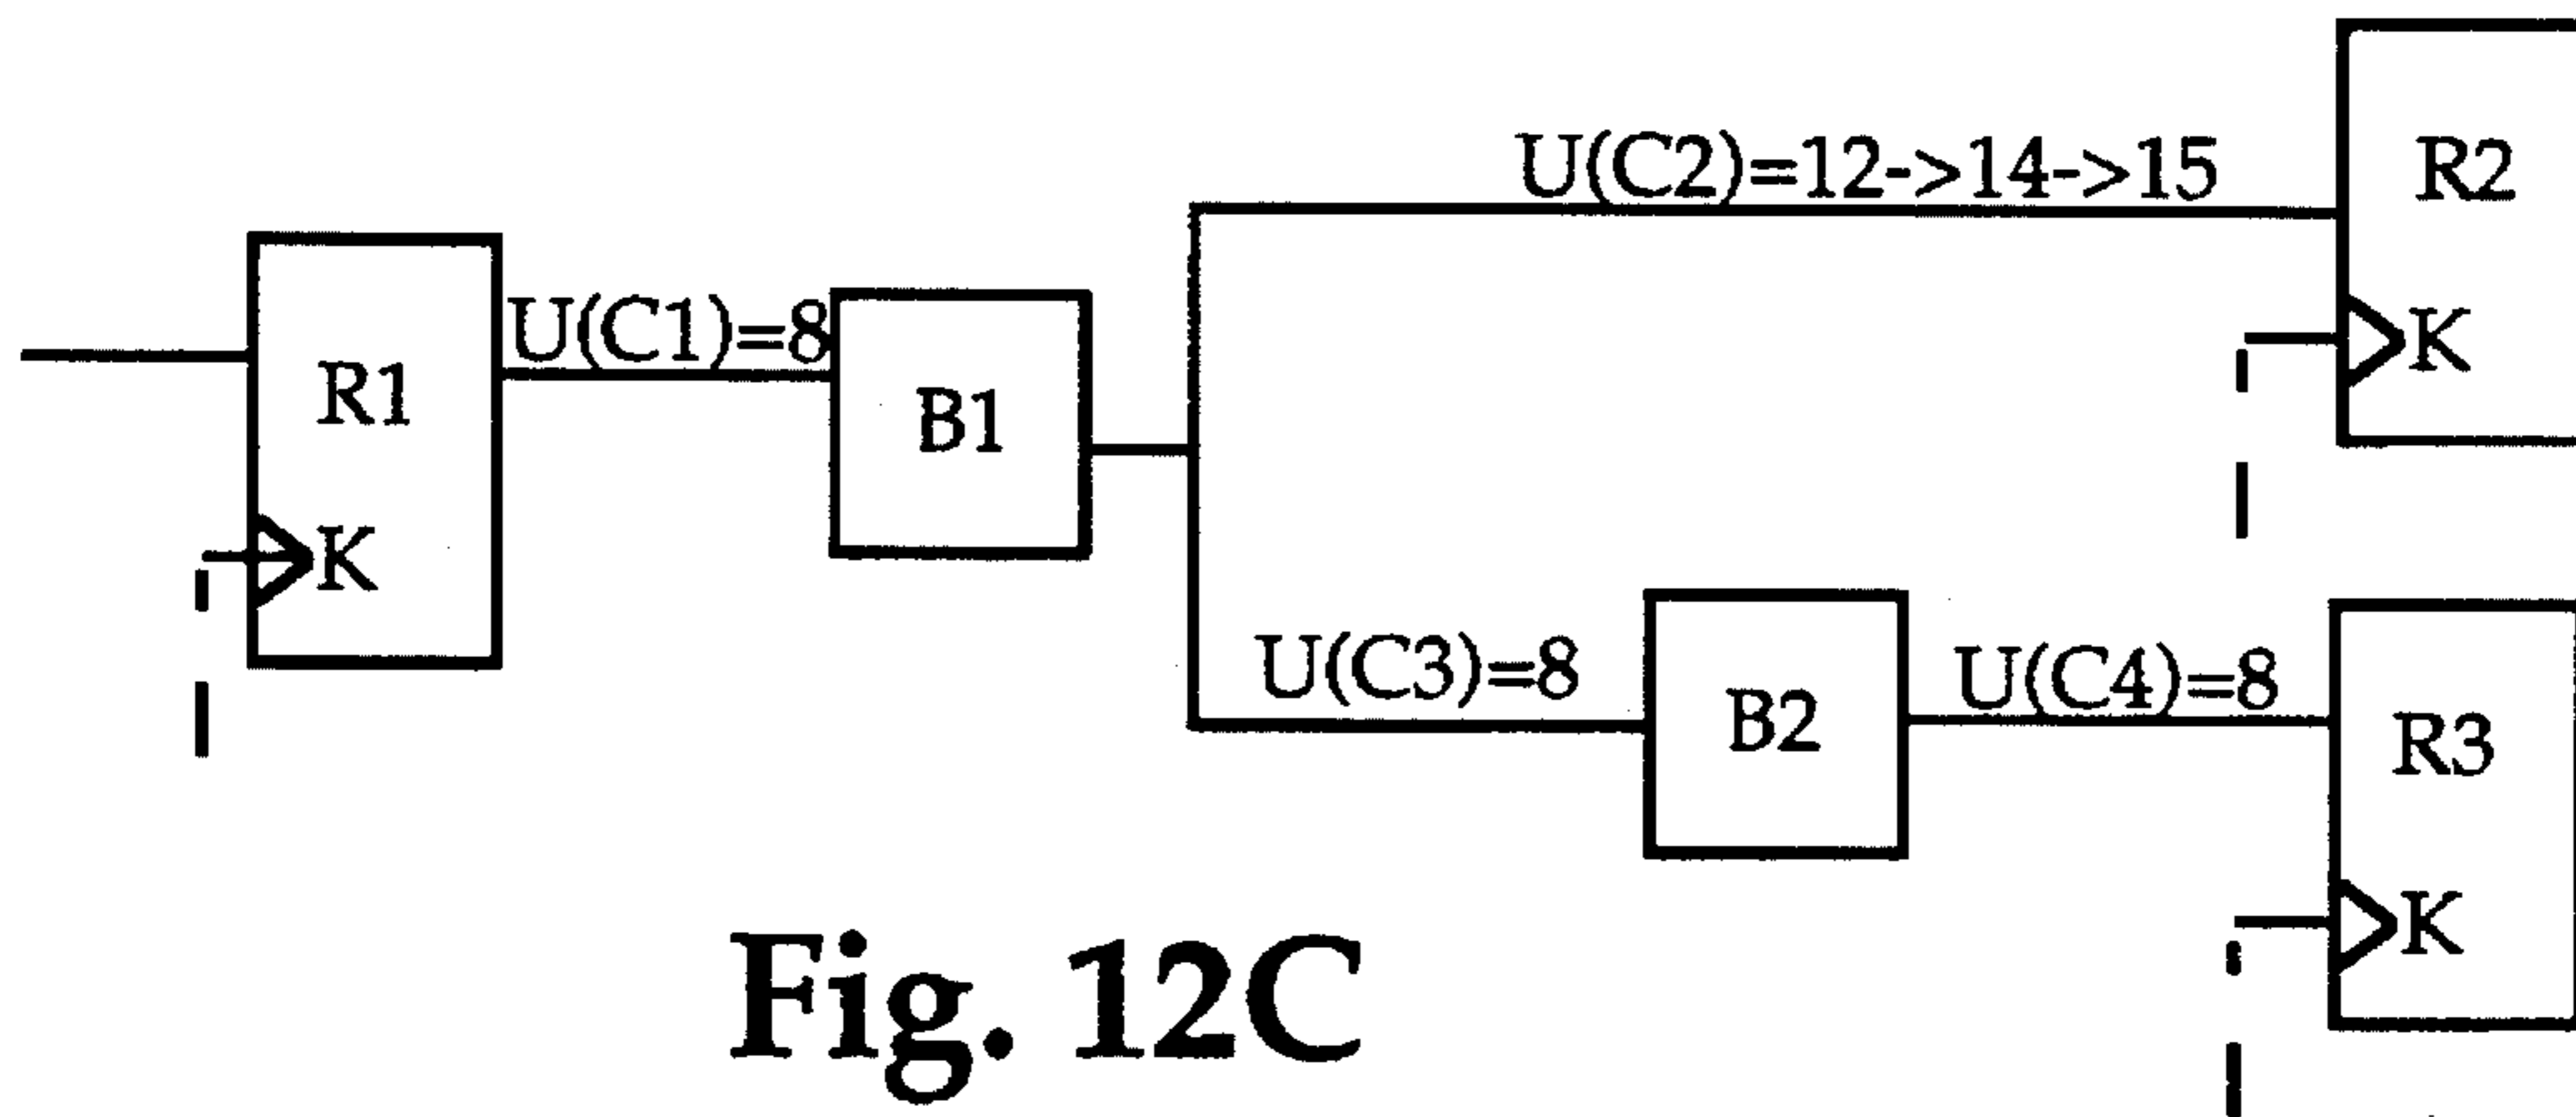 U(C2)=12->14->15
R2
K
U(C1)=8
R1
B1
K
U(C3)=8
B2
U(C4)=8
R3
K
Fig. 12C